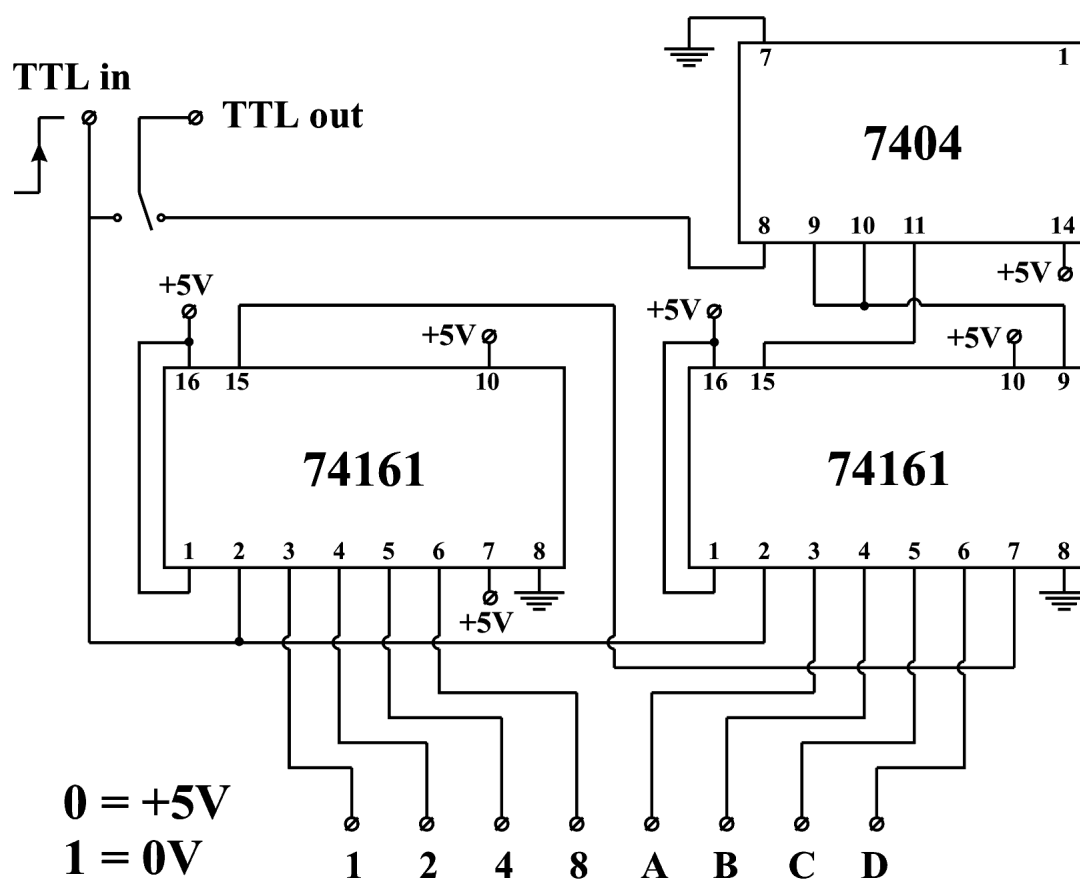 7 1
TTL in
TTL out
7404
8 9 10 11 14
+5V
+5V
+5V
+5V
+5V
16 15 10
16 15 10 9
74161
74161
1 2 3 4 5 6 7 8
1 2 3 4 5 6 7 8
+5V
0 = +5V
1 = 0V
1 2 4 8 A B C D